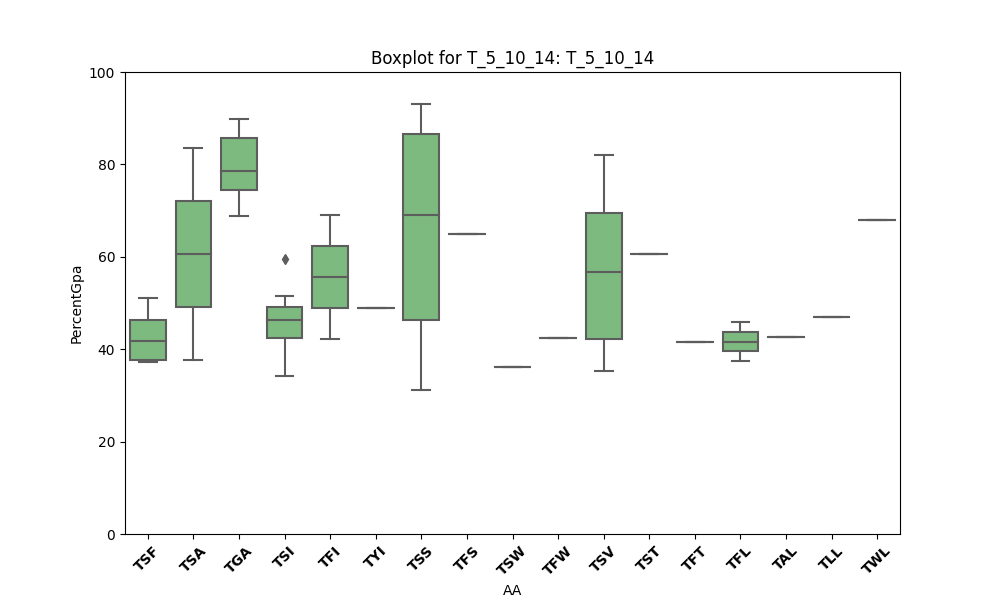 Boxplot for T_5_10_14: T_5_10_14
PercentGpa
100
80
60
40
20
0
TSF TSA TGA TSI TFI TYI TSS TFS TSW TFW TSV TST TFT TFL TAL TLL TWL
AA